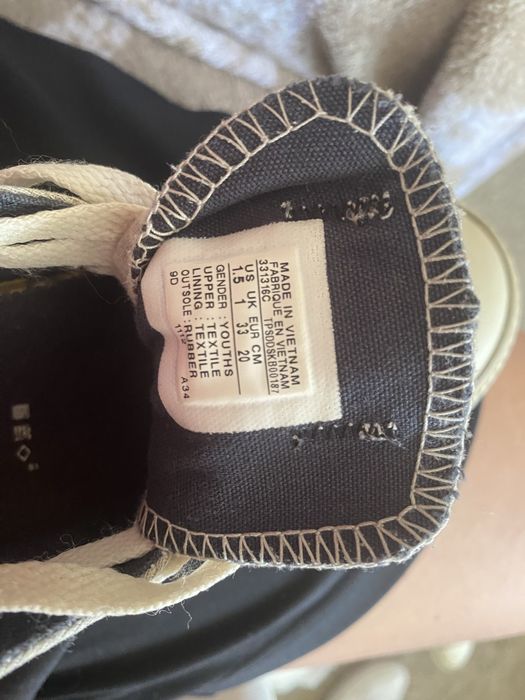 MADE IN VIETNAM
FABRIQUE EN VIETNAM
331316C TPSDDSKB00187
US UK EUR CM
1.5 1 33 20
GENDER : YOUTHS
UPPER : TEXTILE
LINING : TEXTILE
OUTSOLE : RUBBER
9D A34